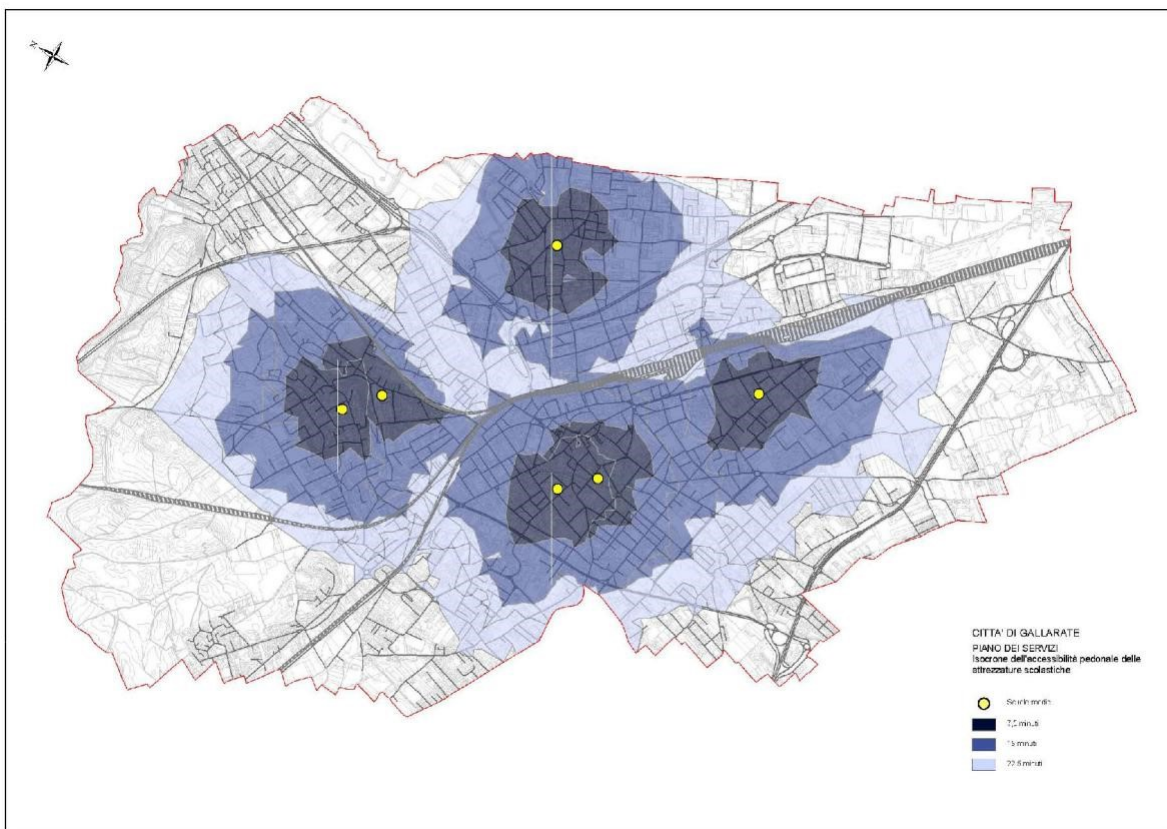 N
CITTA' DI GALLARATE
PIANO DEI SERVIZI
Isocrone dell'accessibilità pedonale delle
attrezzature scolastiche
Scuole medie
7,5 minuti
15 minuti
22,5 minuti